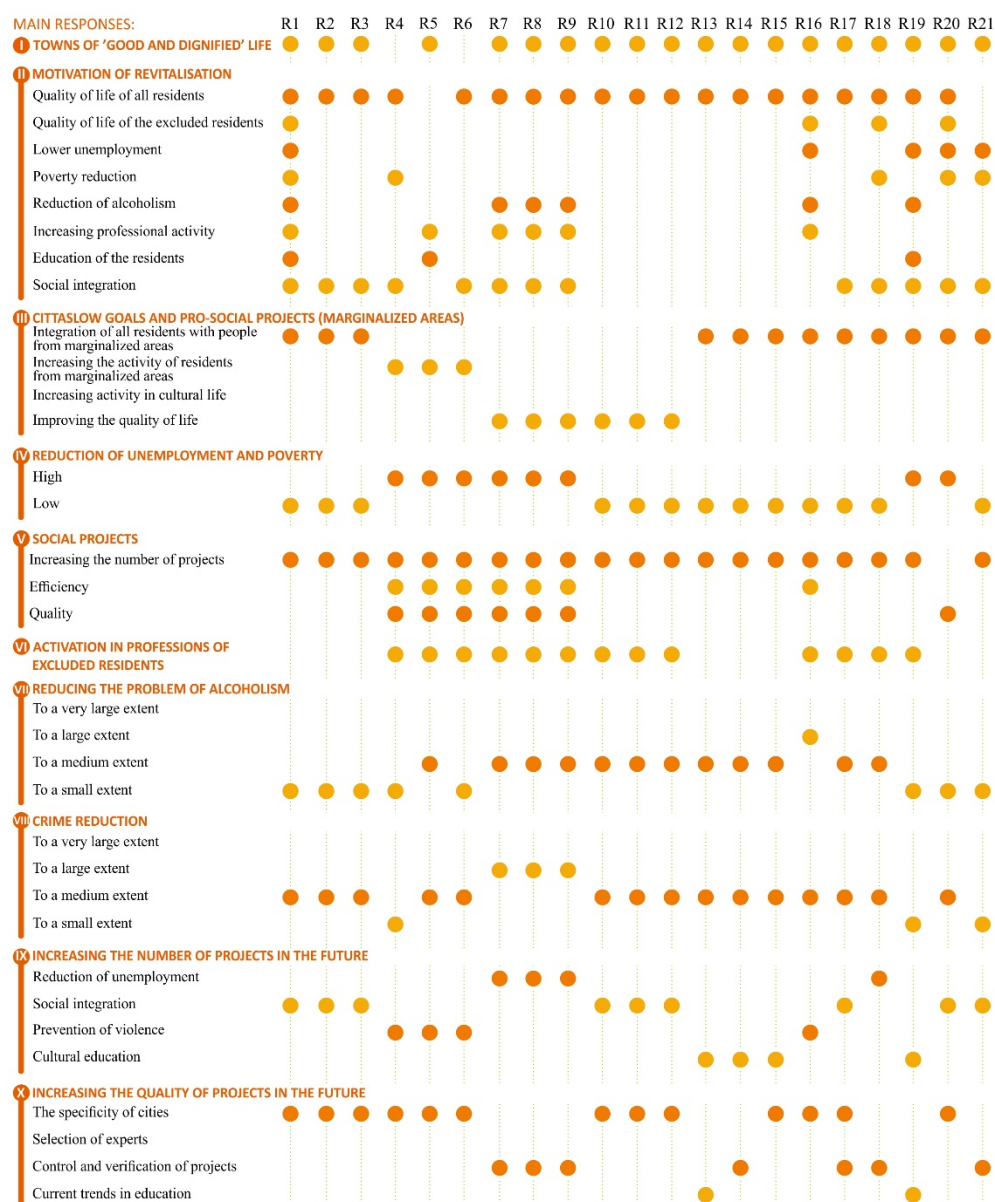 MAIN RESPONSES: R1 R2 R3 R4 R5 R6 R7 R8 R9 R10 R11 R12 R13 R14 R15 R16 R17 R18 R19 R20 R21
I TOWNS OF 'GOOD AND DIGNIFIED' LIFE
II MOTIVATION OF REVITALISATION
Quality of life of all residents
Quality of life of the excluded residents
Lower unemployment
Poverty reduction
Reduction of alcoholism
Increasing professional activity
Education of the residents
Social integration
III CITTASLOW GOALS AND PRO-SOCIAL PROJECTS (MARGINALIZED AREAS)
Integration of all residents with people
from marginalized areas
Increasing the activity of residents
from marginalized areas
Increasing activity in cultural life
Improving the quality of life
IV REDUCTION OF UNEMPLOYMENT AND POVERTY
High
Low
V SOCIAL PROJECTS
Increasing the number of projects
Efficiency
Quality
VI ACTIVATION IN PROFESSIONS OF
EXCLUDED RESIDENTS
VII REDUCING THE PROBLEM OF ALCOHOLISM
To a very large extent
To a large extent
To a medium extent
To a small extent
VIII CRIME REDUCTION
To a very large extent
To a large extent
To a medium extent
To a small extent
IX INCREASING THE NUMBER OF PROJECTS IN THE FUTURE
Reduction of unemployment
Social integration
Prevention of violence
Cultural education
X INCREASING THE QUALITY OF PROJECTS IN THE FUTURE
The specificity of cities
Selection of experts
Control and verification of projects
Current trends in education